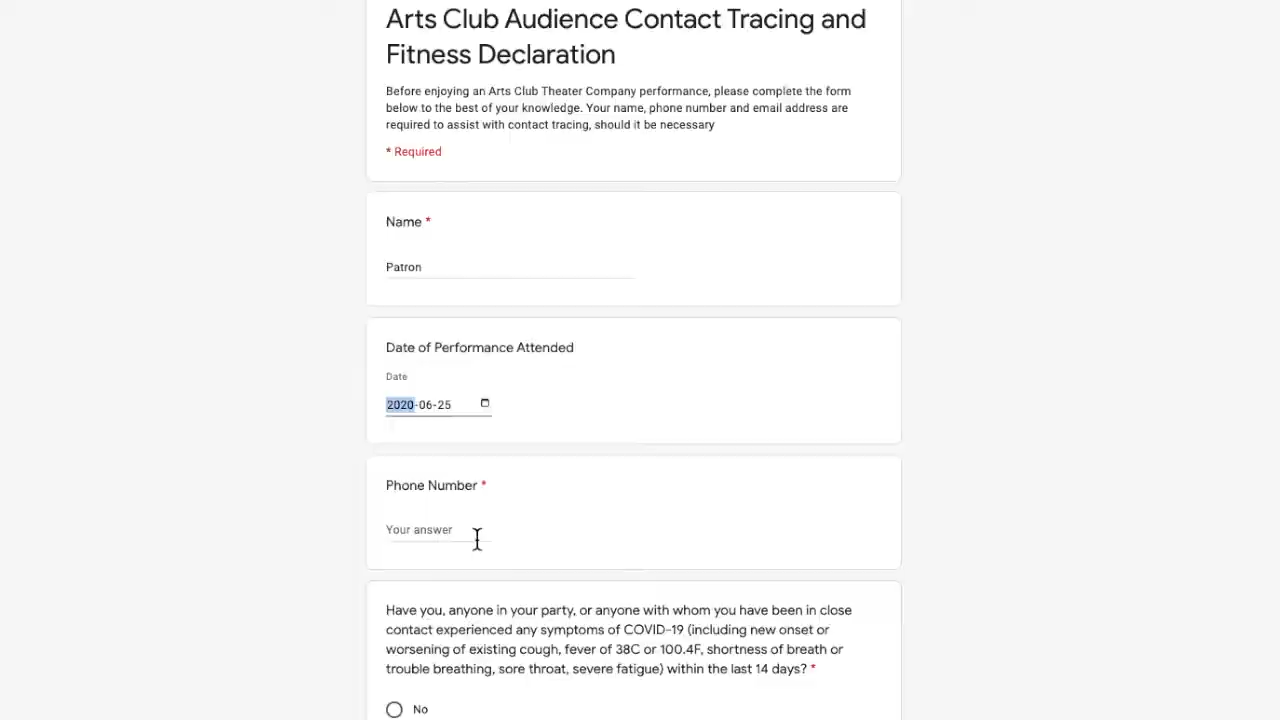 Arts Club Audience Contact Tracing and
Fitness Declaration
Before enjoying an Arts Club Theater Company performance, please complete the form
below to the best of your knowledge. Your name, phone number and email address are
required to assist with contact tracing, should it be necessary
* Required
Name *
Patron
Date of Performance Attended
Date
2020-06-25
Phone Number *
Your answer
Have you, anyone in your party, or anyone with whom you have been in close
contact experienced any symptoms of COVID-19 (including new onset or
worsening of existing cough, fever of 38C or 100.4F, shortness of breath or
trouble breathing, sore throat, severe fatigue) within the last 14 days? *
No